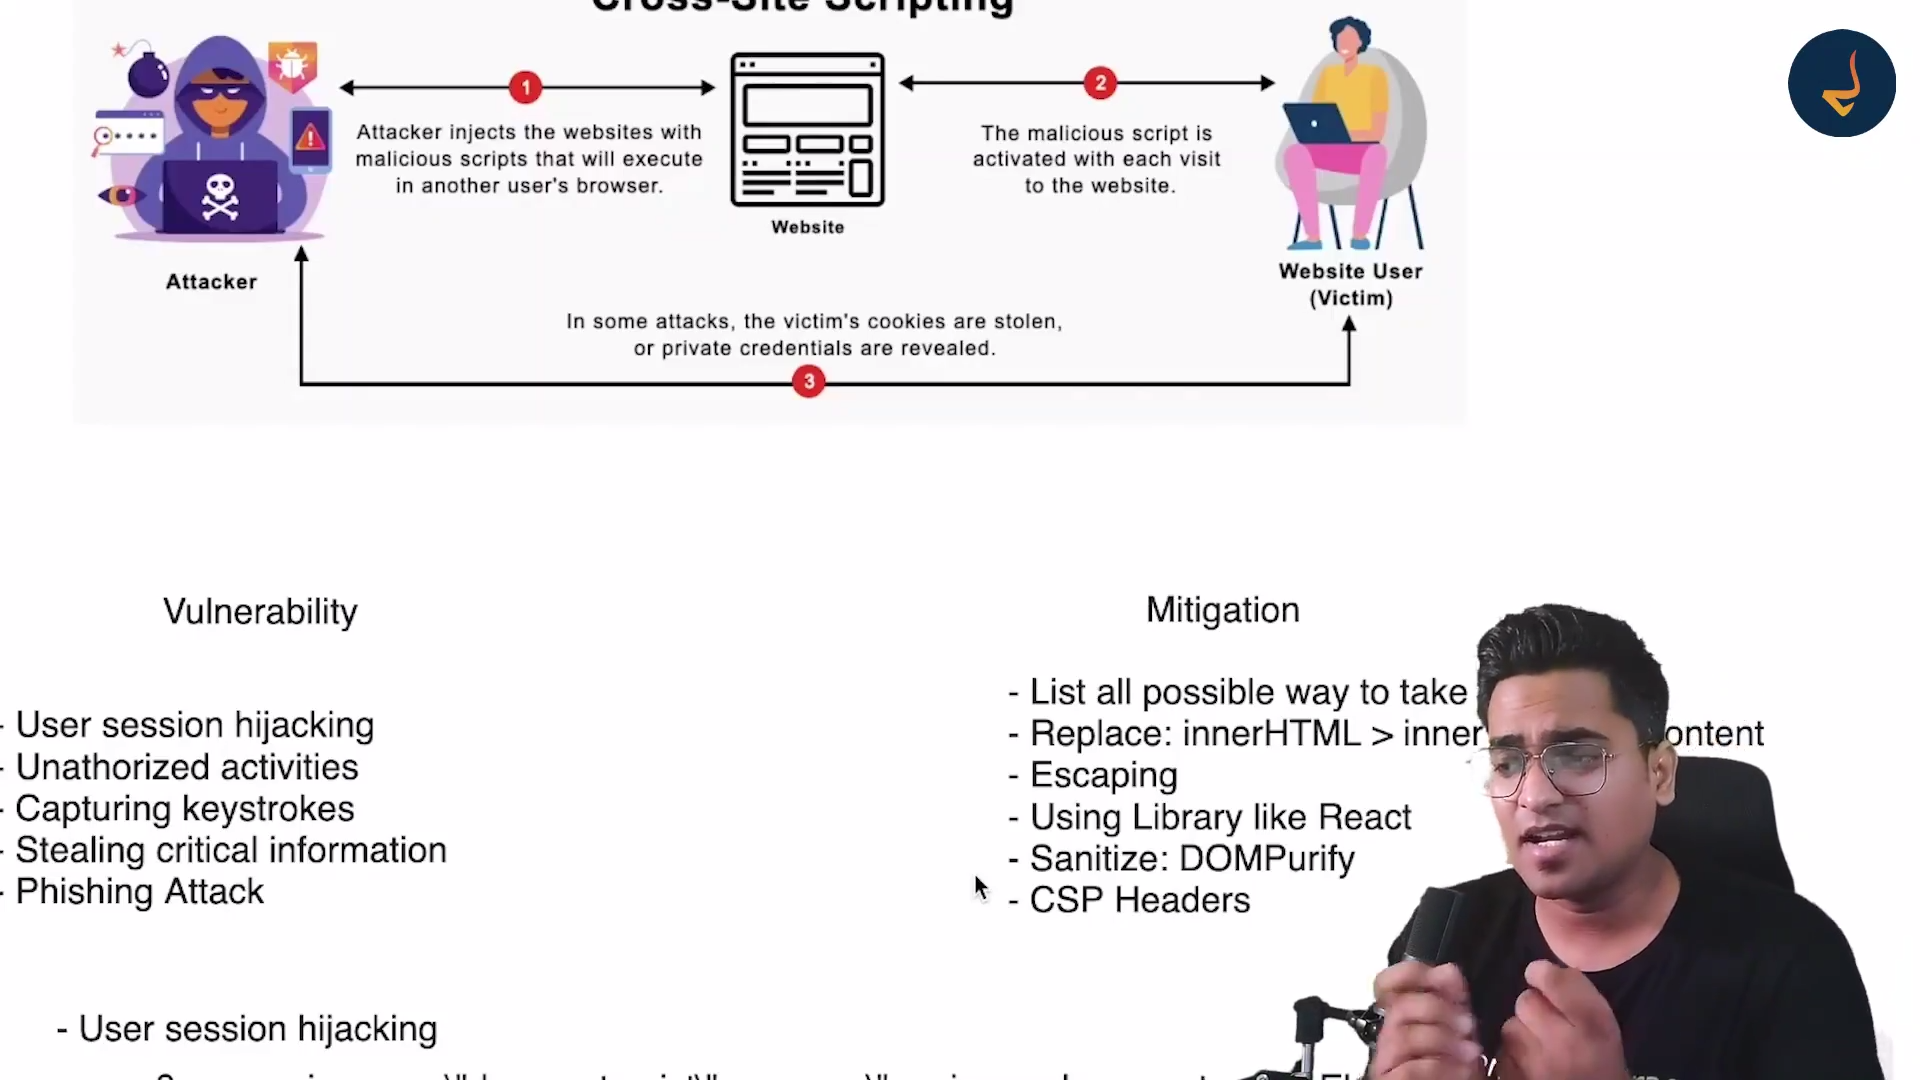 Cross-Site Scripting
1
2
Attacker injects the websites with
malicious scripts that will execute
in another user's browser.
The malicious script is
activated with each visit
to the website.
Website
Attacker
Website User
(Victim)
In some attacks, the victim's cookies are stolen,
or private credentials are revealed.
3
Vulnerability
Mitigation
- User session hijacking
- Unathorized activities
- Capturing keystrokes
- Stealing critical information
- Phishing Attack
- List all possible way to take
- Replace: innerHTML > inner ontent
- Escaping
- Using Library like React
- Sanitize: DOMPurify
- CSP Headers
- User session hijacking